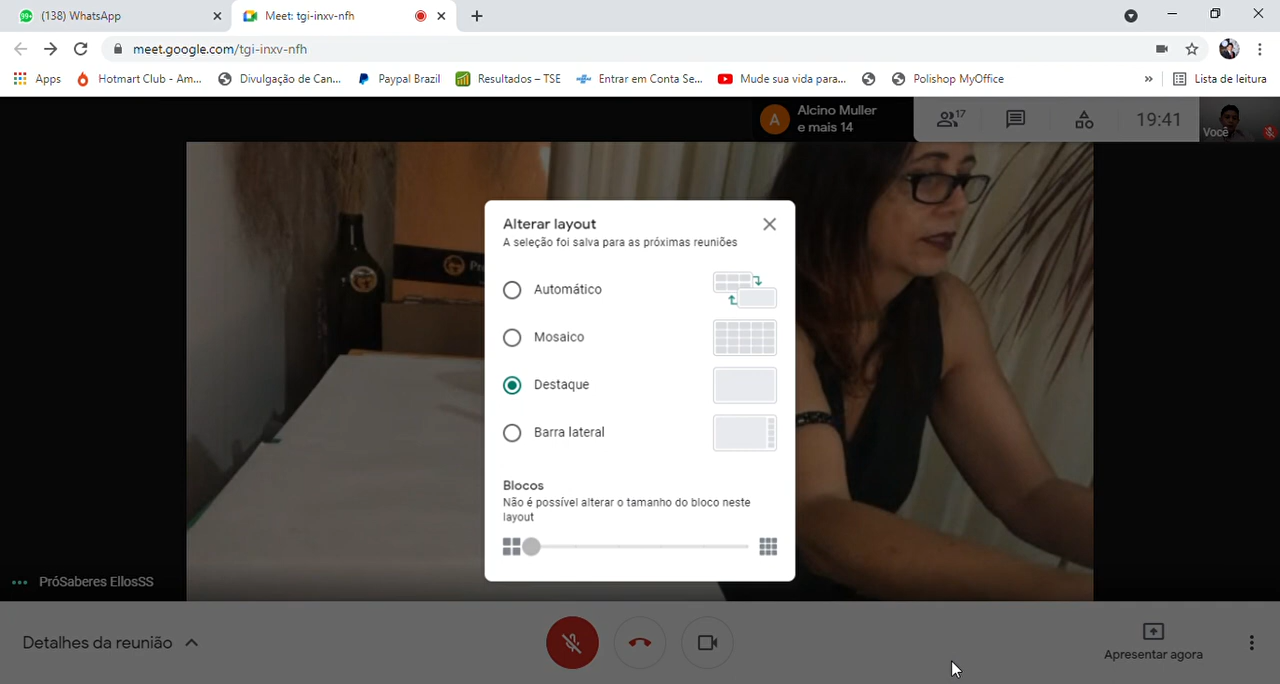 99+
(138) WhatsApp
Meet: tgi-inxv-nfh
meet.google.com/tgi-inxv-nfh
Apps
Hotmart Club - Am...
Divulgação de Can...
Paypal Brazil
Resultados – TSE
Entrar em Conta Se...
Mude sua vida para...
Polishop MyOffice
»
Lista de leitura
A
Alcino Muller
e mais 14
17
19:41
Você
Alterar layout
A seleção foi salva para as próximas reuniões
Automático
Mosaico
Destaque
Barra lateral
Blocos
Não é possível alterar o tamanho do bloco neste
layout
PróSaberes EllosSS
Detalhes da reunião
Apresentar agora